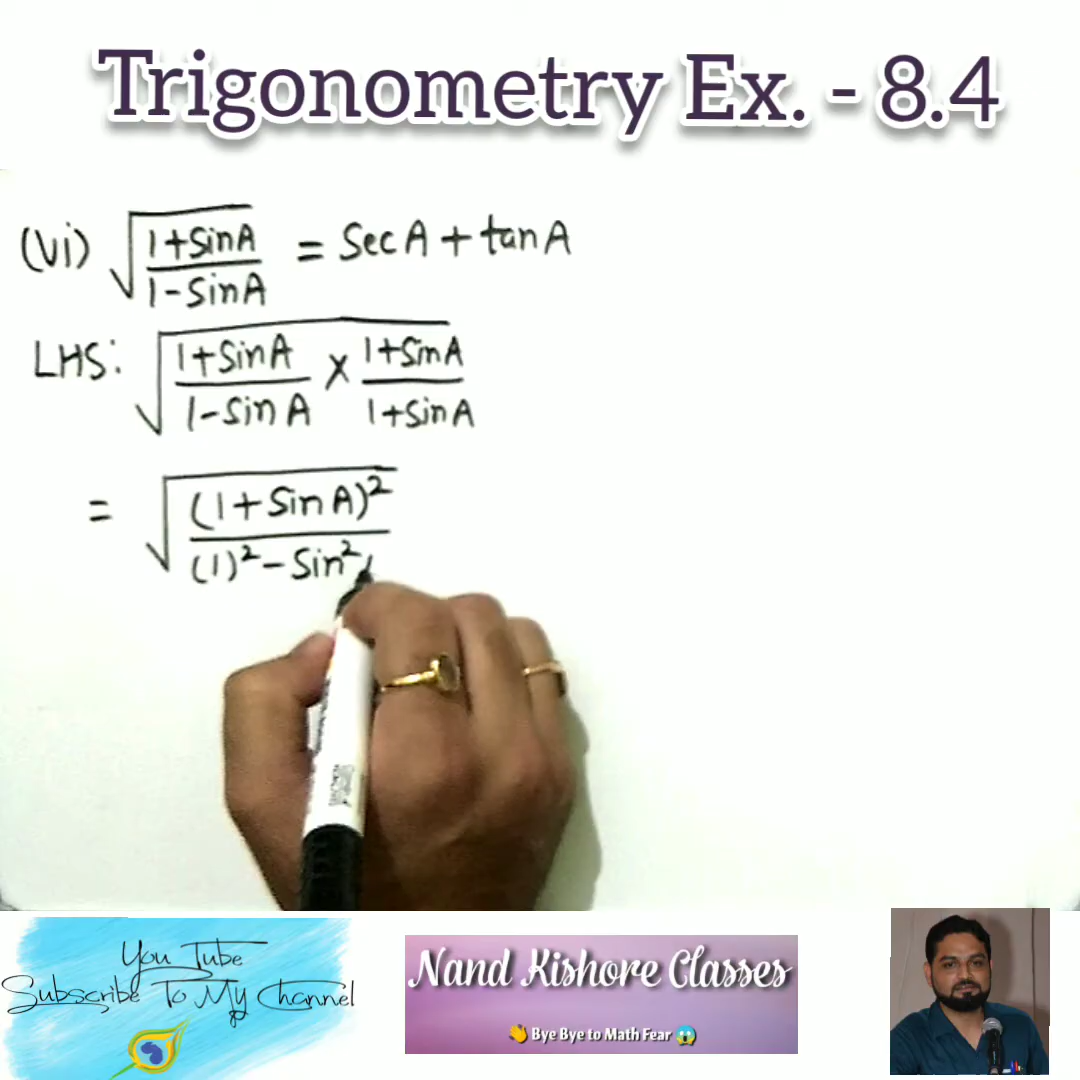 Trigonometry Ex. - 8.4
(vi) √((1+SinA)/(1-SinA)) = SecA+tanA
LHS: √((1+SinA)/(1-SinA) × (1+SinA)/(1+SinA))
= √((1+SinA)²/((1)²-Sin²
You Tube
Subscribe To My Channel
Nand Kishore Classes
👋 Bye Bye to Math Fear 😱